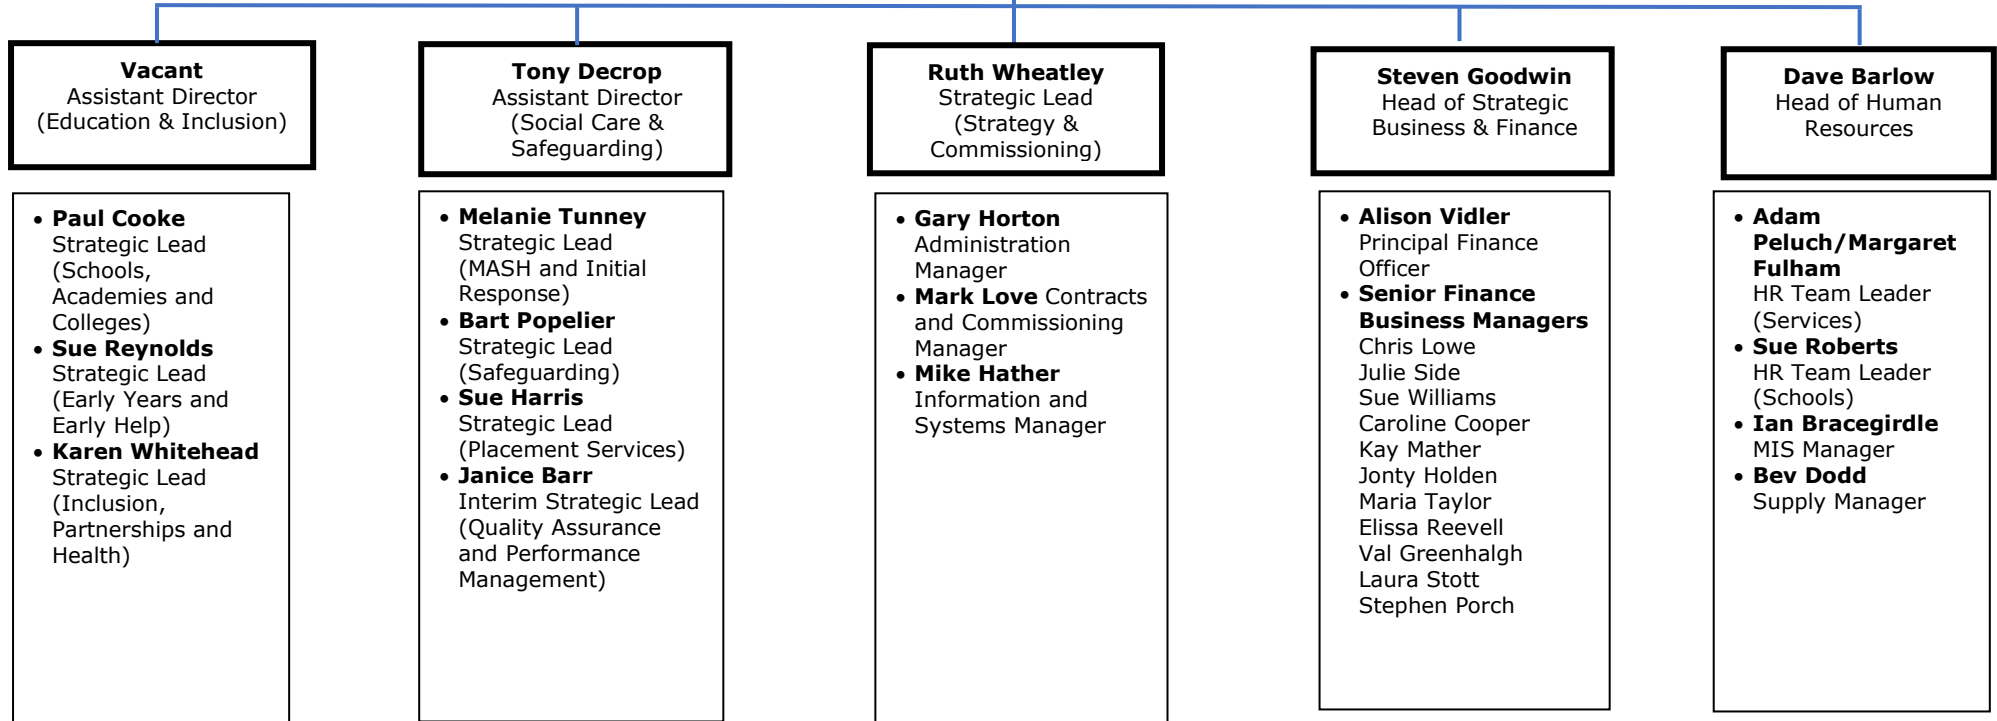 Vacant
Assistant Director
(Education & Inclusion)
Tony Decrop
Assistant Director
(Social Care &
Safeguarding)
Ruth Wheatley
Strategic Lead
(Strategy &
Commissioning)
Steven Goodwin
Head of Strategic
Business & Finance
Dave Barlow
Head of Human
Resources
• Paul Cooke
Strategic Lead
(Schools,
Academies and
Colleges)
• Sue Reynolds
Strategic Lead
(Early Years and
Early Help)
• Karen Whitehead
Strategic Lead
(Inclusion,
Partnerships and
Health)
• Melanie Tunney
Strategic Lead
(MASH and Initial
Response)
• Bart Popelier
Strategic Lead
(Safeguarding)
• Sue Harris
Strategic Lead
(Placement Services)
• Janice Barr
Interim Strategic Lead
(Quality Assurance
and Performance
Management)
• Gary Horton
Administration
Manager
• Mark Love Contracts
and Commissioning
Manager
• Mike Hather
Information and
Systems Manager
• Alison Vidler
Principal Finance
Officer
• Senior Finance
Business Managers
Chris Lowe
Julie Side
Sue Williams
Caroline Cooper
Kay Mather
Jonty Holden
Maria Taylor
Elissa Reevell
Val Greenhalgh
Laura Stott
Stephen Porch
• Adam
Peluch/Margaret
Fulham
HR Team Leader
(Services)
• Sue Roberts
HR Team Leader
(Schools)
• Ian Bracegirdle
MIS Manager
• Bev Dodd
Supply Manager